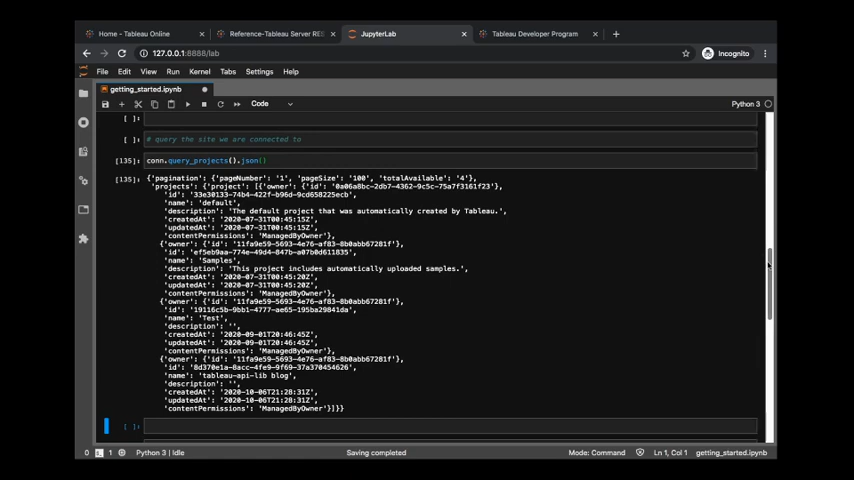 Home - Tableau Online
Reference-Tableau Server RES
JupyterLab
Tableau Developer Program
127.0.0.1:8888/lab
Incognito
File Edit View Run Kernel Tabs Settings Help
getting_started.ipynb
Code
Python 3
[ ]:
[ ]: # query the site we are connected to
[135]: conn.query_projects().json()
[135]: {'pagination': {'pageNumber': '1', 'pageSize': '100', 'totalAvailable': '4'},
'projects': {'project': [{'owner': {'id': '0a06a8bc-2db7-4362-9c5c-75a7f3161f23'},
'id': '33e30133-74b4-422f-b96d-9cd658225ecb',
'name': 'default',
'description': 'The default project that was automatically created by Tableau.',
'createdAt': '2020-07-31T00:45:15Z',
'updatedAt': '2020-07-31T00:45:15Z',
'contentPermissions': 'ManagedByOwner'},
{'owner': {'id': '11fa9e59-5693-4e76-af83-8b0abb67281f'},
'id': 'ef5eb9aa-774e-49d4-847b-a07b0d611835',
'name': 'Samples',
'description': 'This project includes automatically uploaded samples.',
'createdAt': '2020-07-31T00:45:20Z',
'updatedAt': '2020-07-31T00:45:20Z',
'contentPermissions': 'ManagedByOwner'},
{'owner': {'id': '11fa9e59-5693-4e76-af83-8b0abb67281f'},
'id': '19116c5b-9bb1-4777-ae65-195ba29841da',
'name': 'Test',
'description': '',
'createdAt': '2020-09-01T20:46:45Z',
'updatedAt': '2020-09-01T20:46:45Z',
'contentPermissions': 'ManagedByOwner'},
{'owner': {'id': '11fa9e59-5693-4e76-af83-8b0abb67281f'},
'id': '8d370e1a-8acc-4fe9-9f69-37a370454626',
'name': 'tableau-api-lib blog',
'description': '',
'createdAt': '2020-10-06T21:28:31Z',
'updatedAt': '2020-10-06T21:28:31Z',
'contentPermissions': 'ManagedByOwner'}]}}
[ ]:
0 1 Python 3 | Idle
Saving completed
Mode: Command
Ln 1, Col 1
getting_started.ipynb